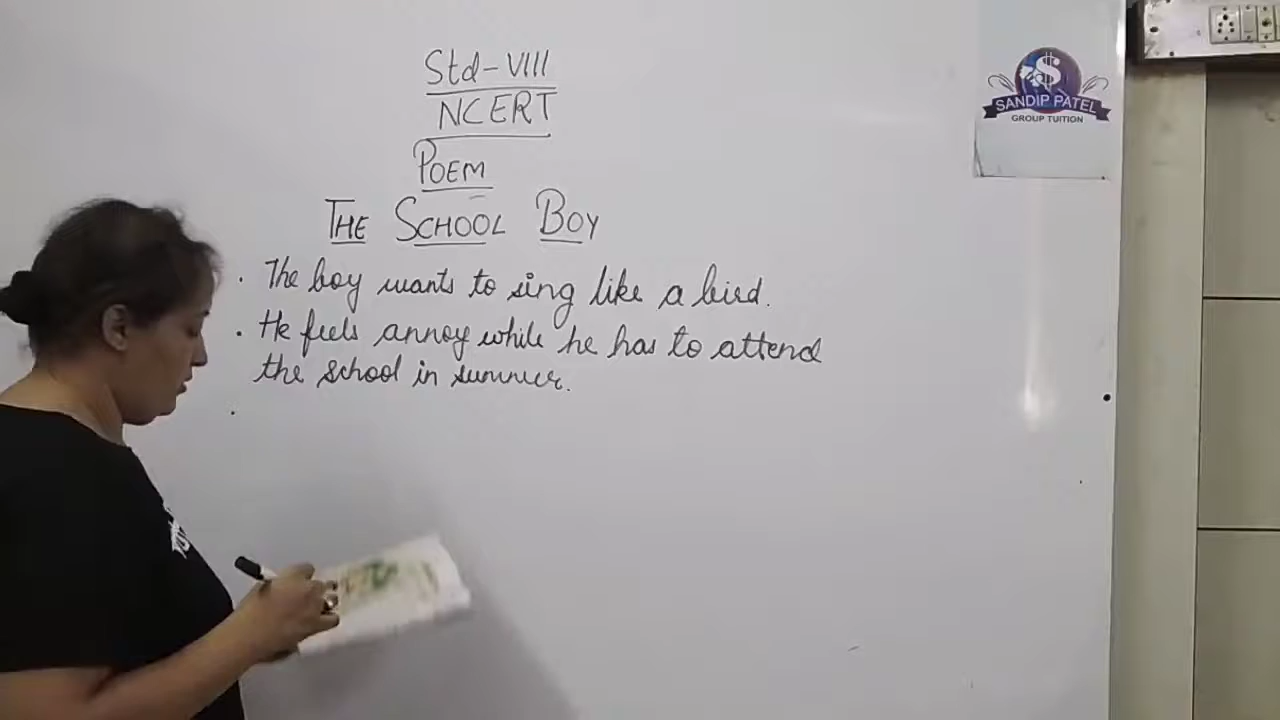 Std-VIII
NCERT
POEM
THE SCHOOL BOY
. The boy wants to sing like a bird.
. He feels annoy while he has to attend
the school in summer.
.
SANDIP PATEL
GROUP TUITION